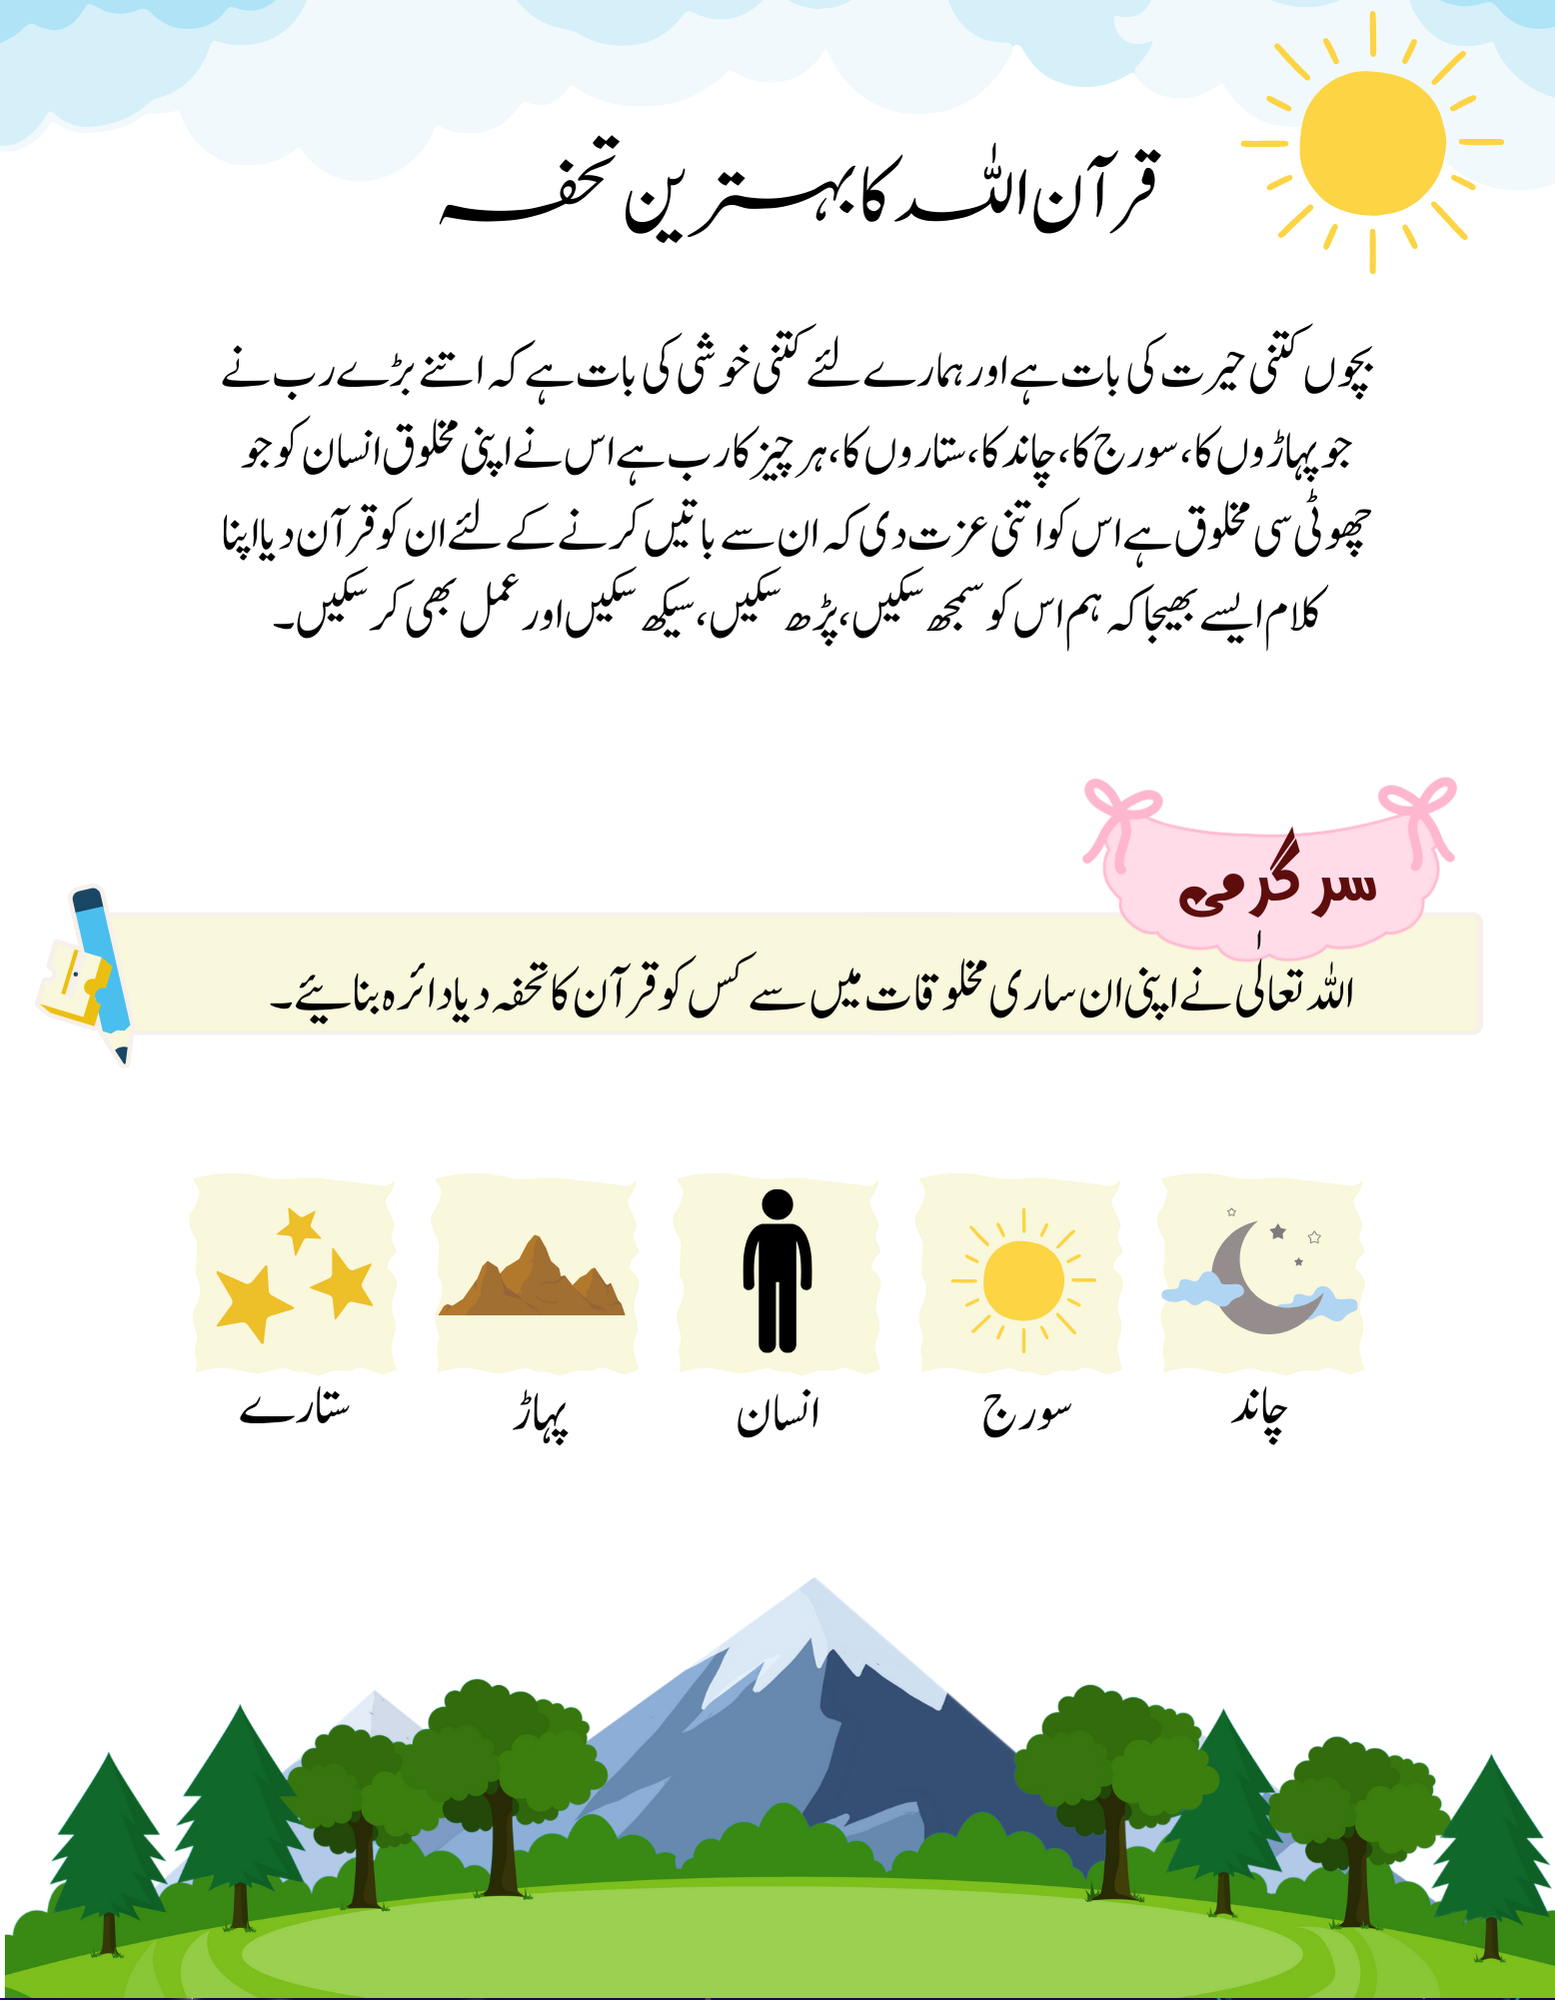 قرآن اللہ کا بہترین تحفہ
بچوں کتنی حیرت کی بات ہے اور ہمارے لئے کتنی خوشی کی بات ہے کہ اتنے بڑے رب نے
جو پہاڑوں کا، سورج کا، چاند کا، ستاروں کا، ہر چیز کا رب ہے اس نے اپنی مخلوق انسان کو جو
چھوٹی سی مخلوق ہے اس کو اتنی عزت دی کہ ان سے باتیں کرنے کے لئے ان کو قرآن دیا اپنا
کلام ایسے بھیجا کہ ہم اس کو سمجھ سکیں، پڑھ سکیں، سیکھ سکیں اور عمل بھی کر سکیں۔
سرگرمی
اللہ تعالٰی نے اپنی ان ساری مخلوقات میں سے کس کو قرآن کا تحفہ دیا دائرہ بنایئے۔
چاند سورج انسان پہاڑ ستارے